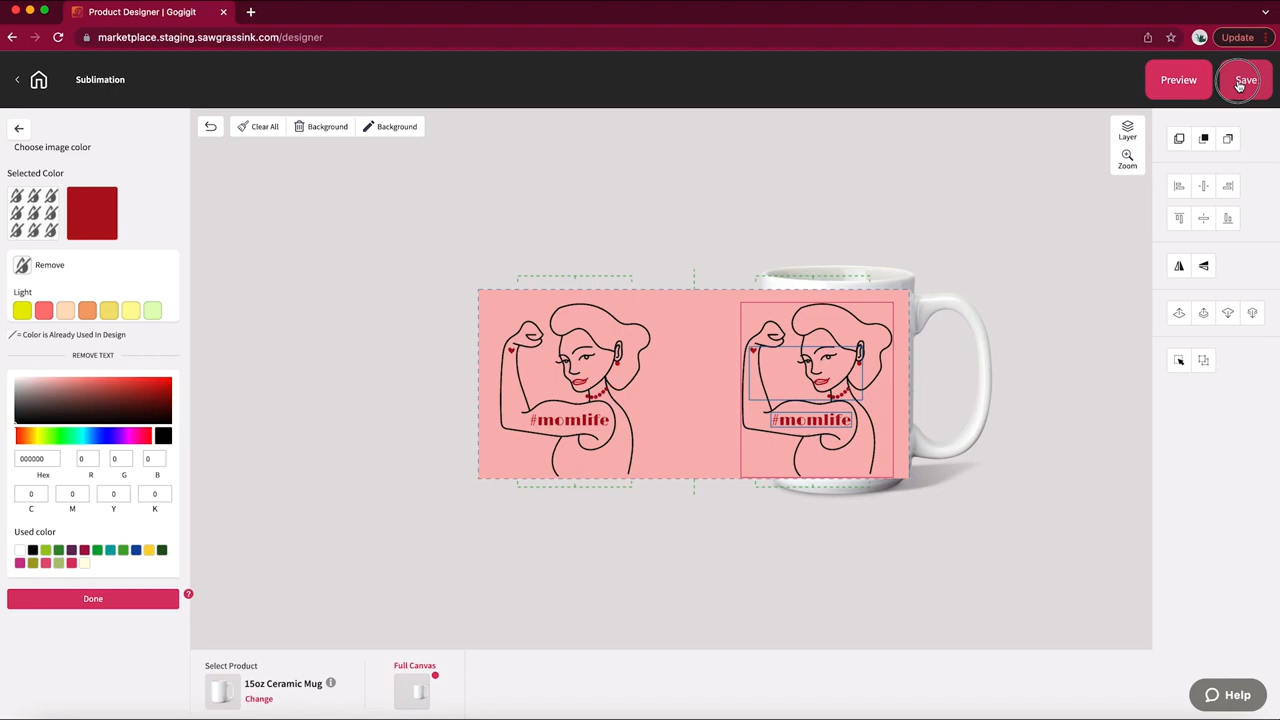 Product Designer | Gogigit
marketplace.staging.sawgrassink.com/designer
Update
Sublimation
Preview
Save
Clear All
Background
Background
Layer
Zoom
Choose image color
Selected Color
Remove
Light
= Color is Already Used In Design
REMOVE TEXT
000000
0
0
0
Hex
R
G
B
0
0
0
0
C
M
Y
K
Used color
Done
?
#momlife
#momlife
Select Product
15oz Ceramic Mug
Change
Full Canvas
Help